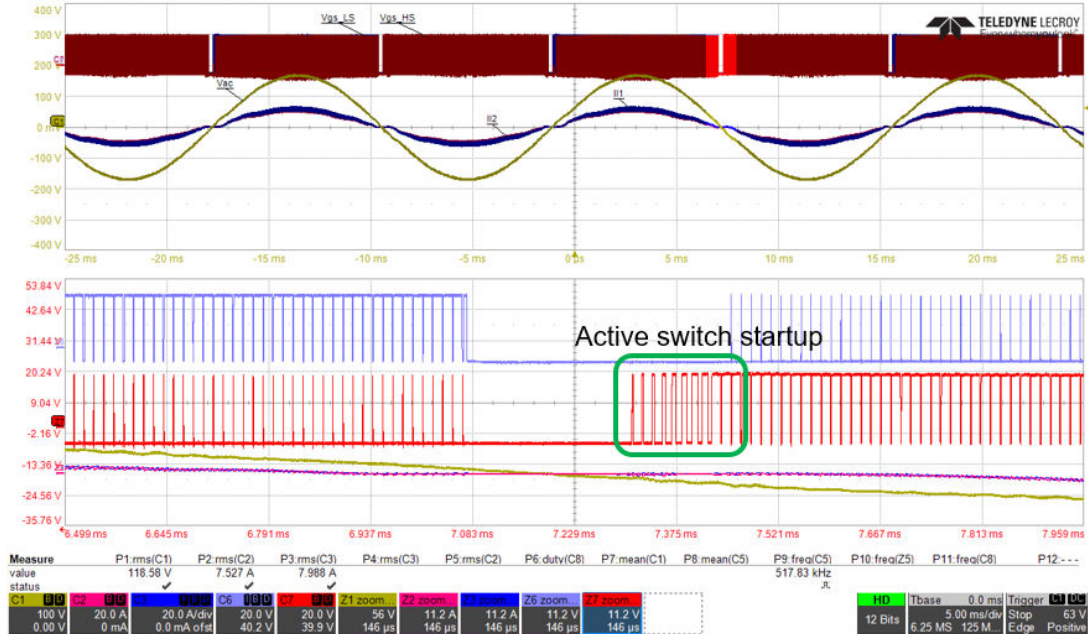 400 V
Vgs_LS
Vgs_HS
TELEDYNE LECROY
Everywhereyoulook
300 V
200 V
100 V
Vac
Il1
C1
0 mV
Il2
-100 V
-200 V
-300 V
-400 V
-25 ms
-20 ms
-15 ms
-10 ms
-5 ms
0 µs
5 ms
10 ms
15 ms
20 ms
25 ms
53.84 V
42.64 V
31.44 V
Active switch startup
20.24 V
9.04 V
-2.16 V
-13.36 V
-24.56 V
-35.76 V
6.499 ms
6.645 ms
6.791 ms
6.937 ms
7.083 ms
7.229 ms
7.375 ms
7.521 ms
7.667 ms
7.813 ms
7.959 ms
Measure P1:rms(C1) P2:rms(C2) P3:rms(C3) P4:rms(C3) P5:rms(C2) P6:duty(C8) P7:mean(C1) P8:mean(C5) P9:freq(C5) P10:freq(Z5) P11:freq(C8) P12:- - -
value 118.58 V 7.527 A 7.988 A 517.83 kHz
status
C1 C2 C3 C6 C7 Z1 zoom... Z2 zoom... Z3 zoom... Z6 zoom... Z7 zoom... HD Tbase 0.0 ms Trigger C1 DC
100 V 20.0 A 20.0 A/div 20.0 V 20.0 V 56 V 11.2 A 11.2 A 11.2 V 11.2 V 12 Bits 5.00 ms/div Stop 63 V
0.00 V 0 mA 0.0 mA ofst 40.2 V 39.9 V 146 µs 146 µs 146 µs 146 µs 146 µs 6.25 MS 125 M... Edge Positive